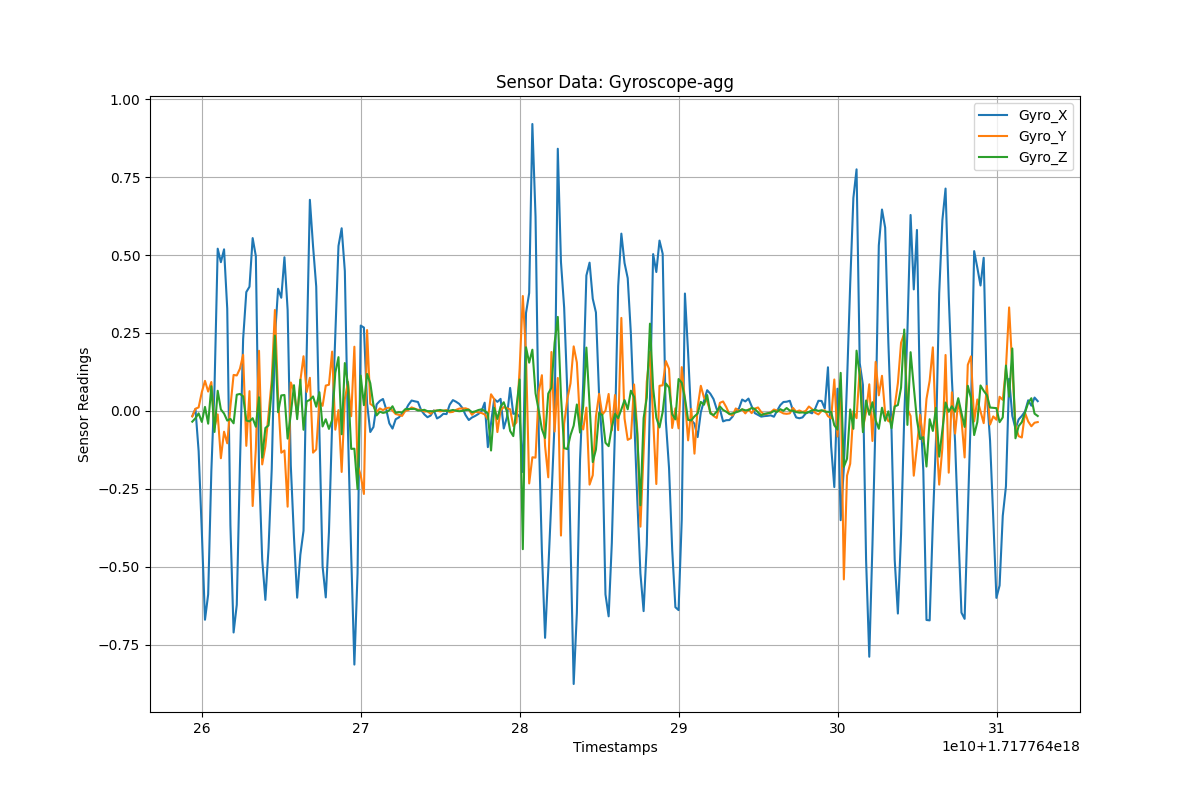 Sensor Data: Gyroscope-agg
Gyro_X
Gyro_Y
Gyro_Z
1.00
0.75
0.50
0.25
0.00
−0.25
−0.50
−0.75
Sensor Readings
26 27 28 29 30 31
Timestamps
1e10+1.717764e18